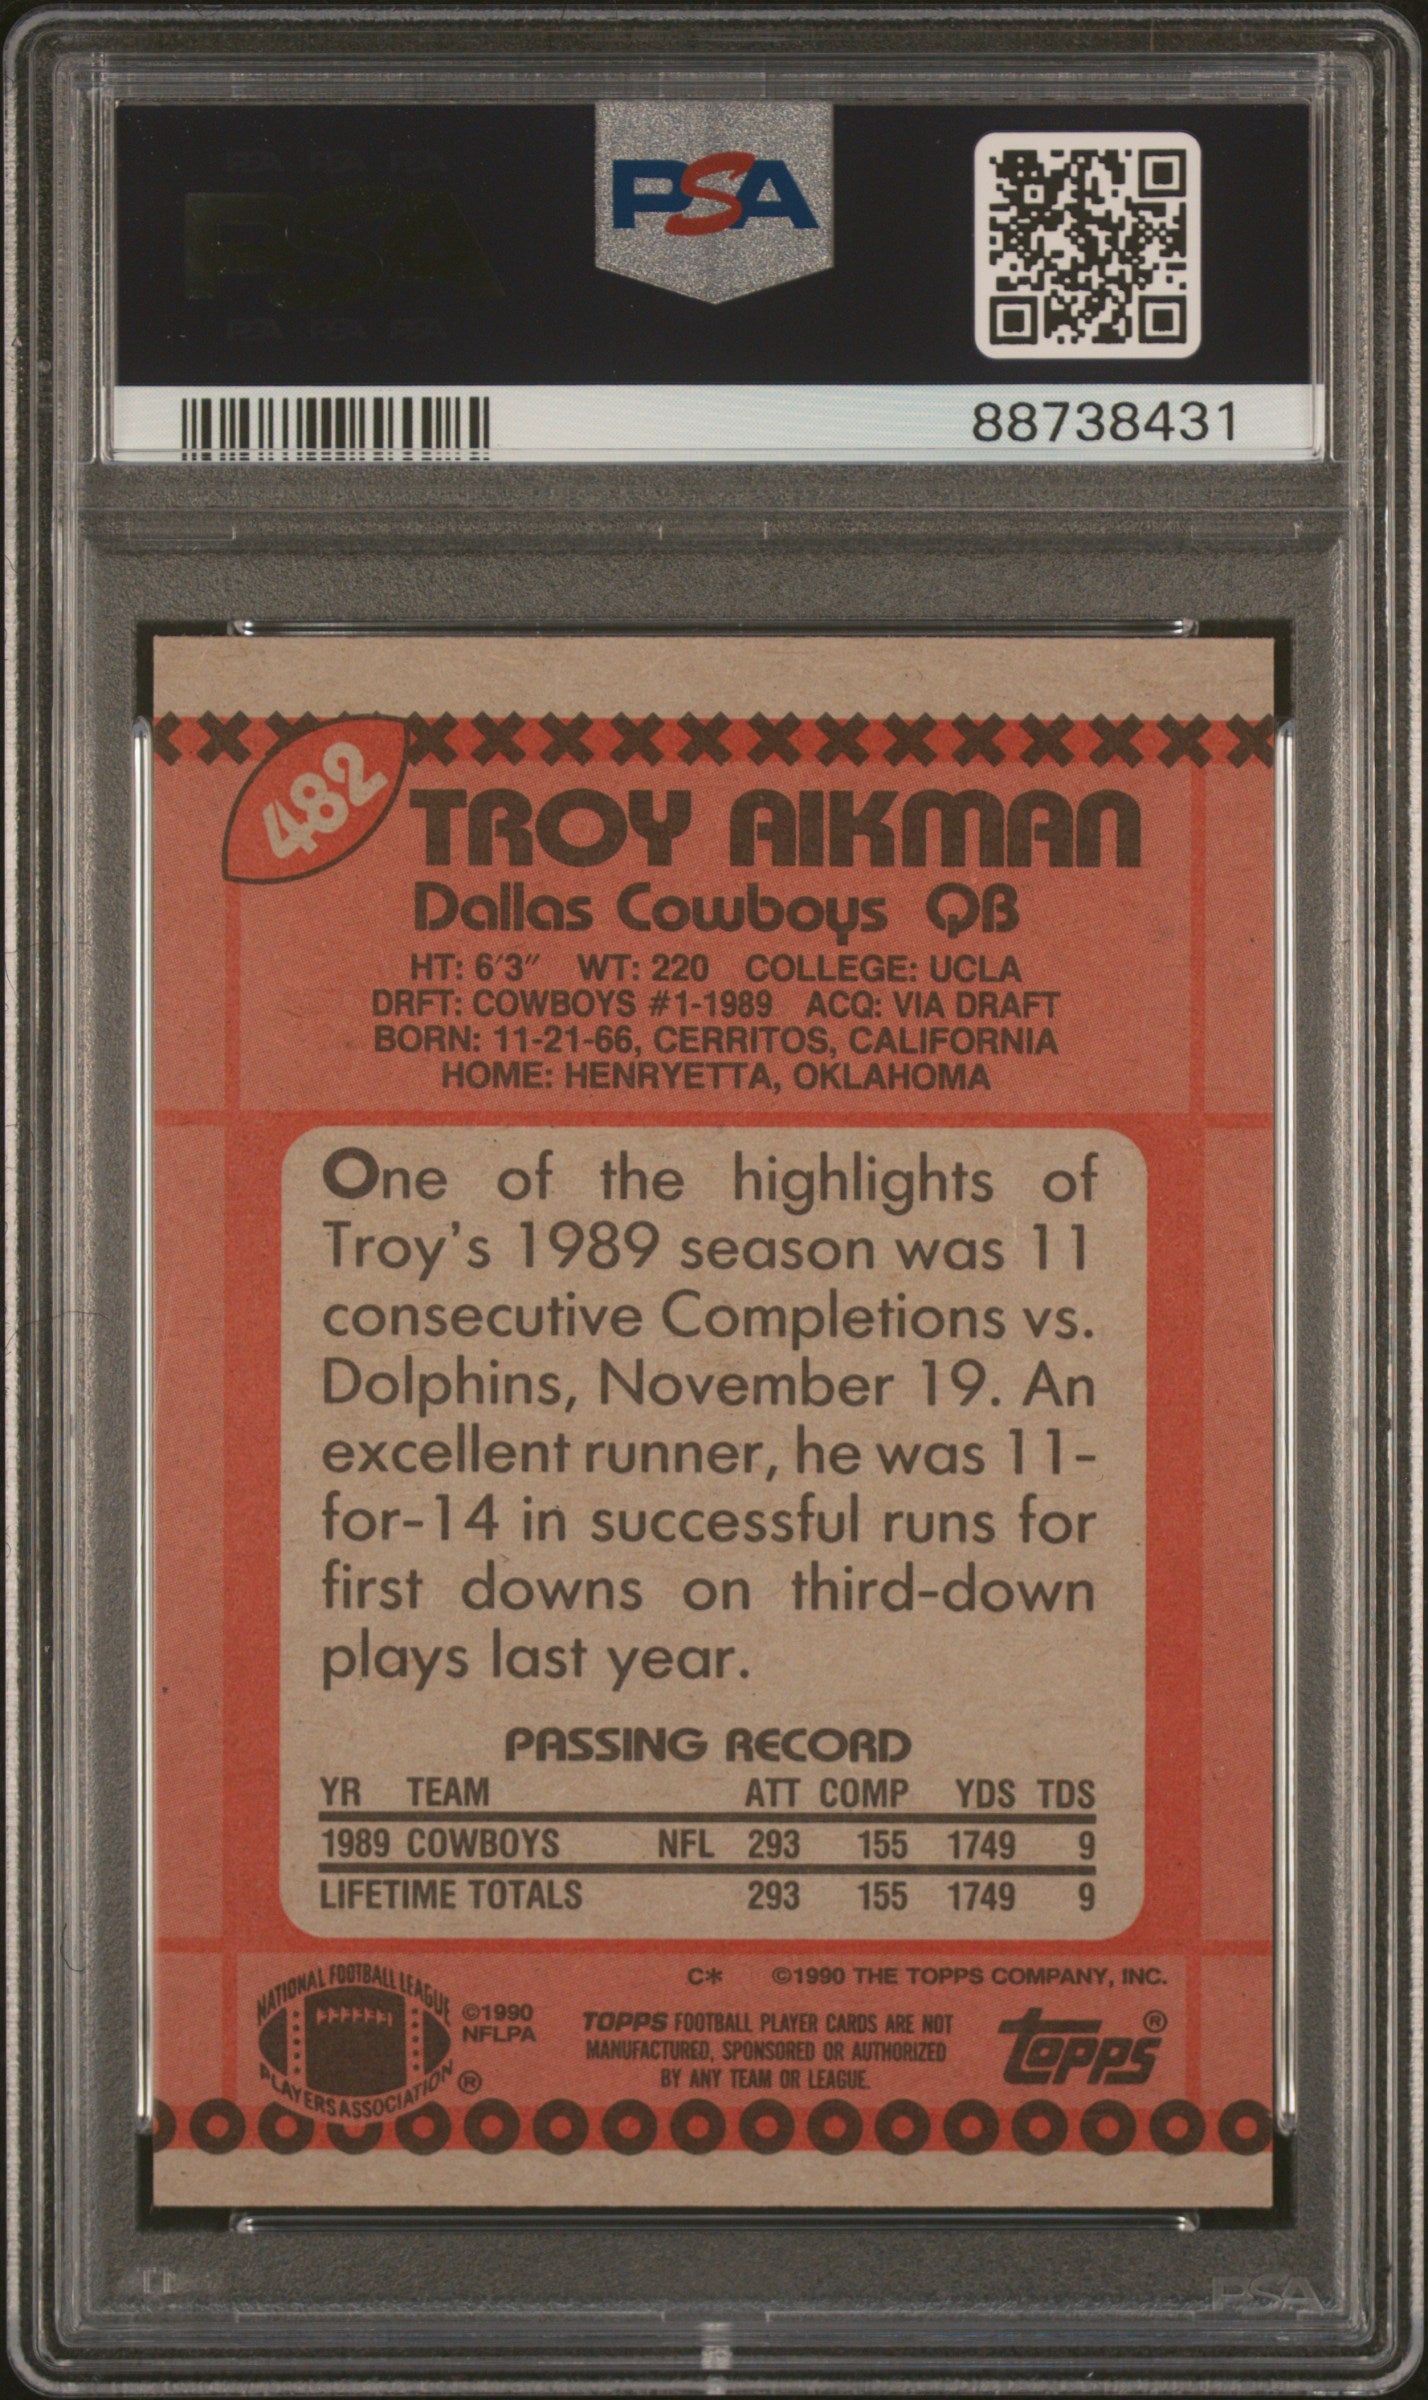 PSA
88738431
482
TROY AIKMAN
Dallas Cowboys QB
HT: 6'3" WT: 220 COLLEGE: UCLA
DRFT: COWBOYS #1-1989 ACQ: VIA DRAFT
BORN: 11-21-66, CERRITOS, CALIFORNIA
HOME: HENRYETTA, OKLAHOMA
One of the highlights of
Troy's 1989 season was 11
consecutive Completions vs.
Dolphins, November 19. An
excellent runner, he was 11-
for-14 in successful runs for
first downs on third-down
plays last year.
PASSING RECORD
YR TEAM ATT COMP YDS TDS
1989 COWBOYS NFL 293 155 1749 9
LIFETIME TOTALS 293 155 1749 9
C* ©1990 THE TOPPS COMPANY, INC.
NATIONAL FOOTBALL LEAGUE
PLAYERS ASSOCIATION ®
©1990
NFLPA
TOPPS FOOTBALL PLAYER CARDS ARE NOT
MANUFACTURED, SPONSORED OR AUTHORIZED
BY ANY TEAM OR LEAGUE.
topps ®
PSA